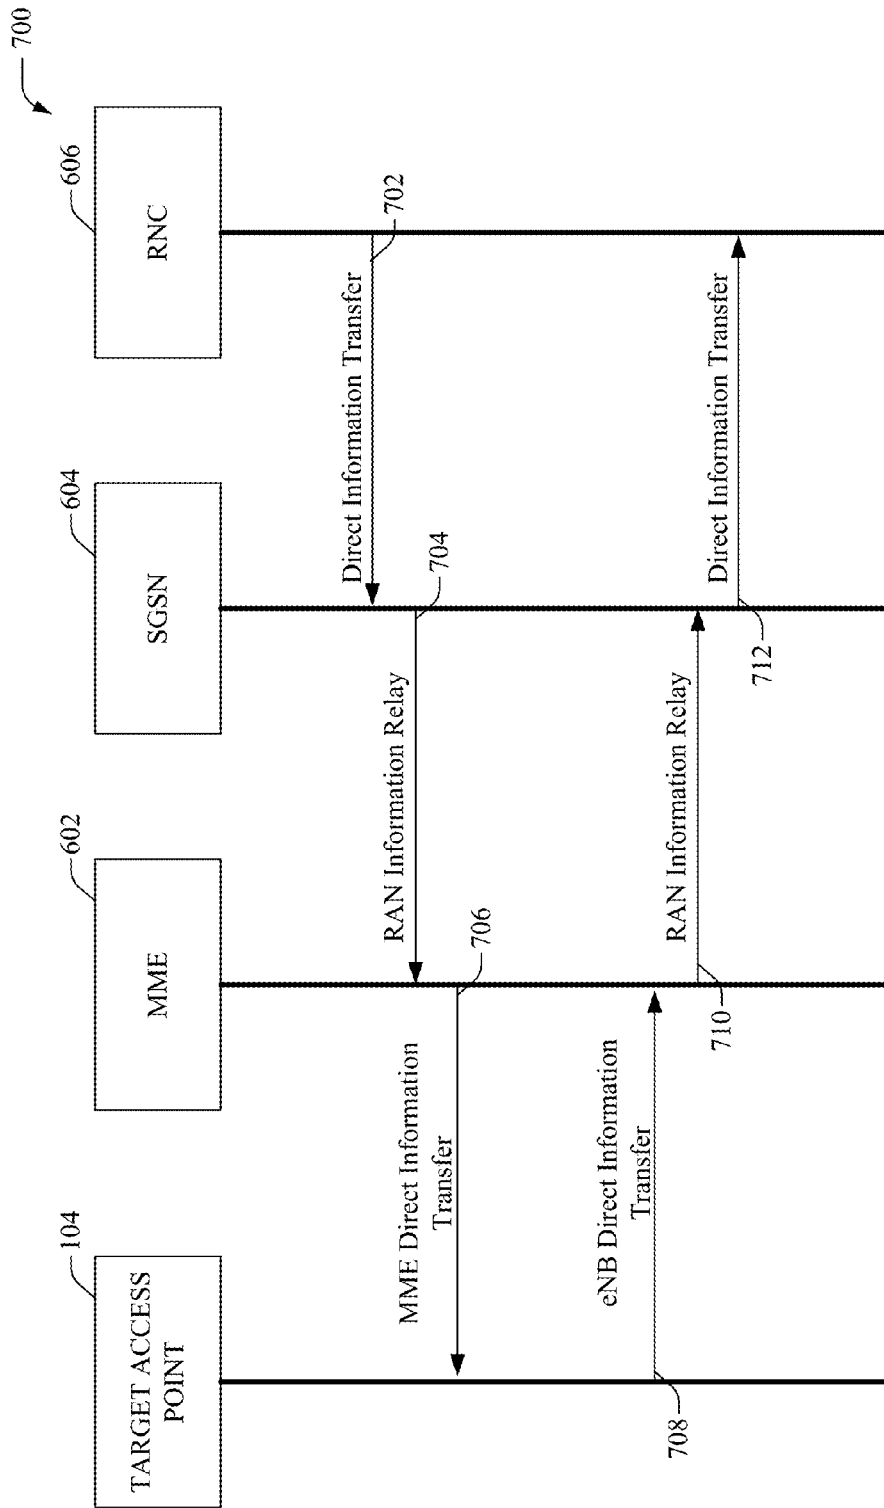 700
104
602
604
606
TARGET ACCESS
POINT
MME
SGSN
RNC
Direct Information Transfer
702
RAN Information Relay
704
MME Direct Information
Transfer
706
eNB Direct Information
Transfer
708
RAN Information Relay
710
Direct Information Transfer
712